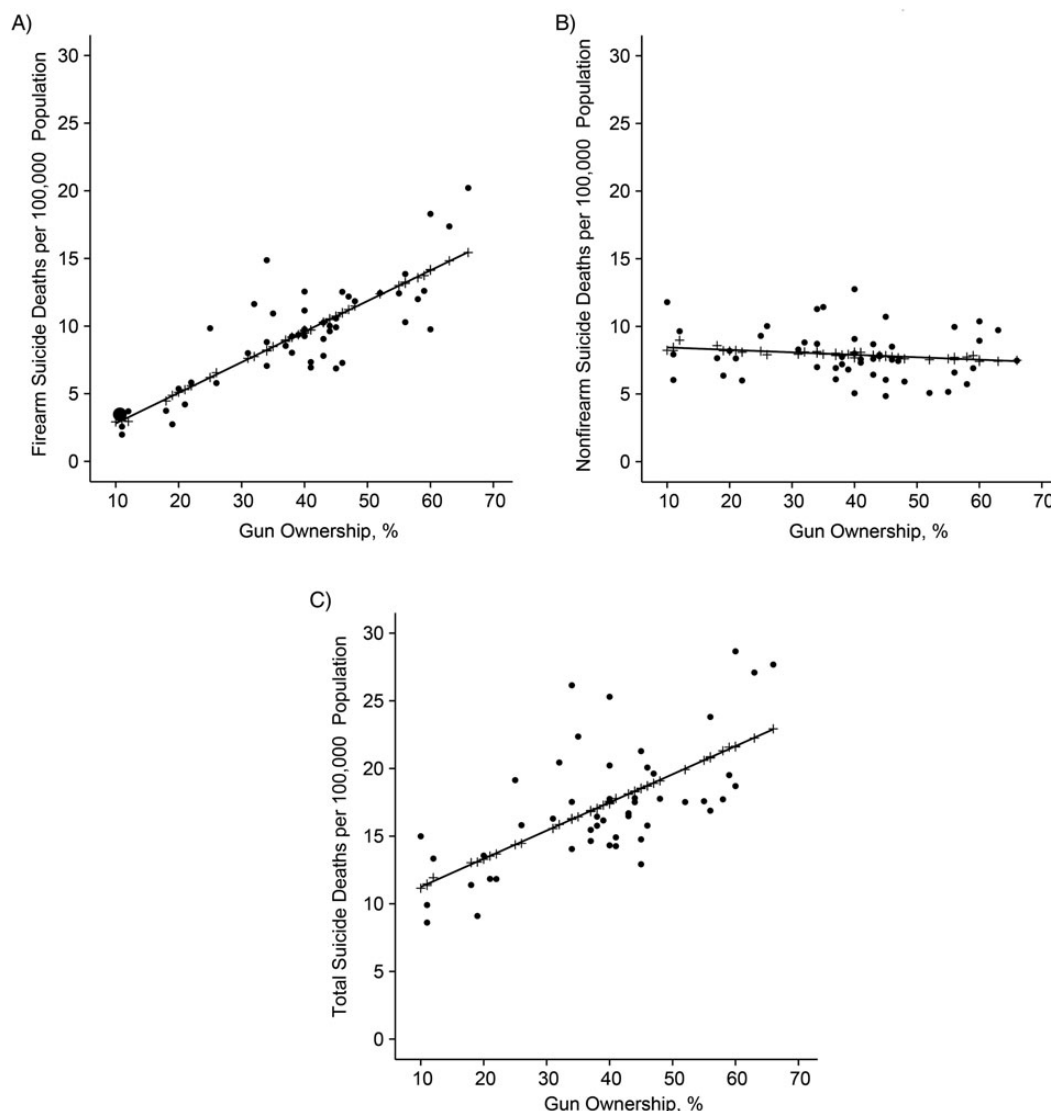 A)
Firearm Suicide Deaths per 100,000 Population
30
25
20
15
10
5
0
10 20 30 40 50 60 70
Gun Ownership, %
B)
Nonfirearm Suicide Deaths per 100,000 Population
30
25
20
15
10
5
0
10 20 30 40 50 60 70
Gun Ownership, %
C)
Total Suicide Deaths per 100,000 Population
30
25
20
15
10
5
0
10 20 30 40 50 60 70
Gun Ownership, %